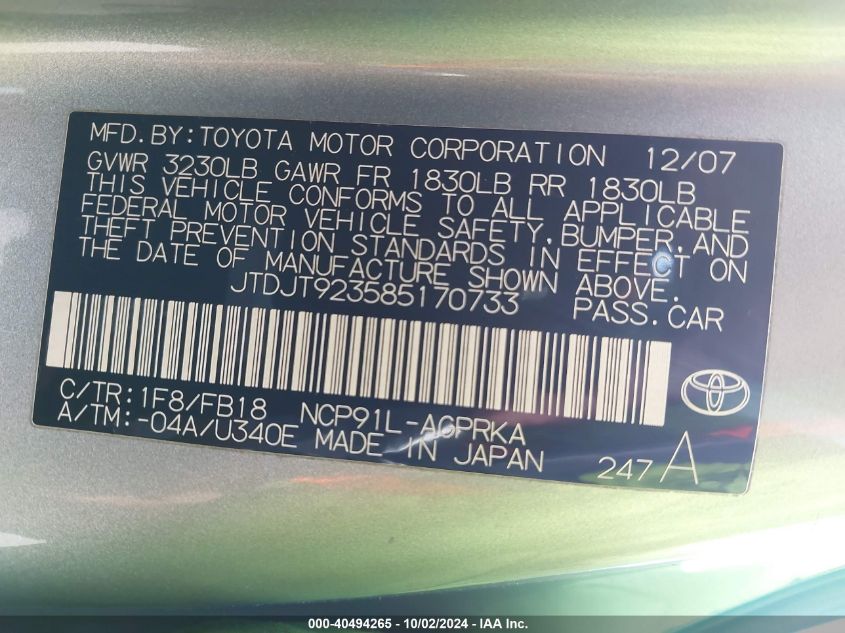 MFD.BY:TOYOTA MOTOR CORPORATION 12/07
GVWR 3230LB GAWR FR 1830LB RR 1830LB
THIS VEHICLE CONFORMS TO ALL APPLICABLE
FEDERAL MOTOR VEHICLE SAFETY,BUMPER,AND
THEFT PREVENTION STANDARDS IN EFFECT ON
THE DATE OF MANUFACTURE SHOWN ABOVE.
JTDJT923585170733 PASS.CAR
C/TR:1F8/FB18 NCP91L-AGPRKA
A/TM:-04A/U340E MADE IN JAPAN
247A
000-40494265 - 10/02/2024 - IAA Inc.